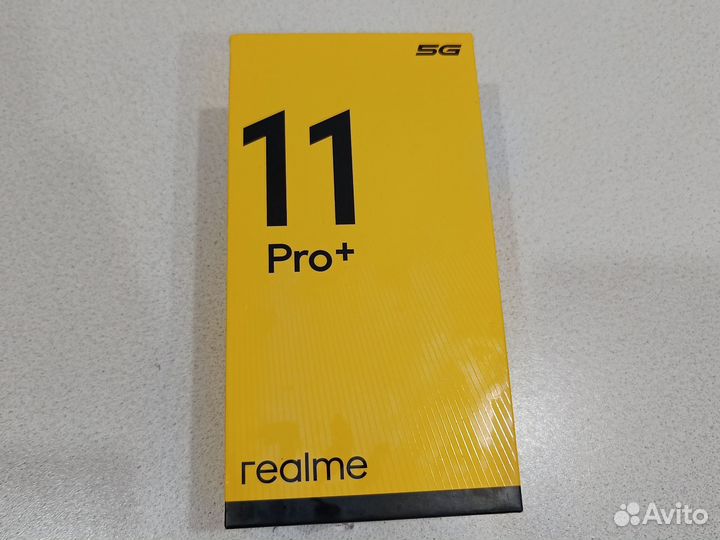 5G
11
Pro+
realme
Avito